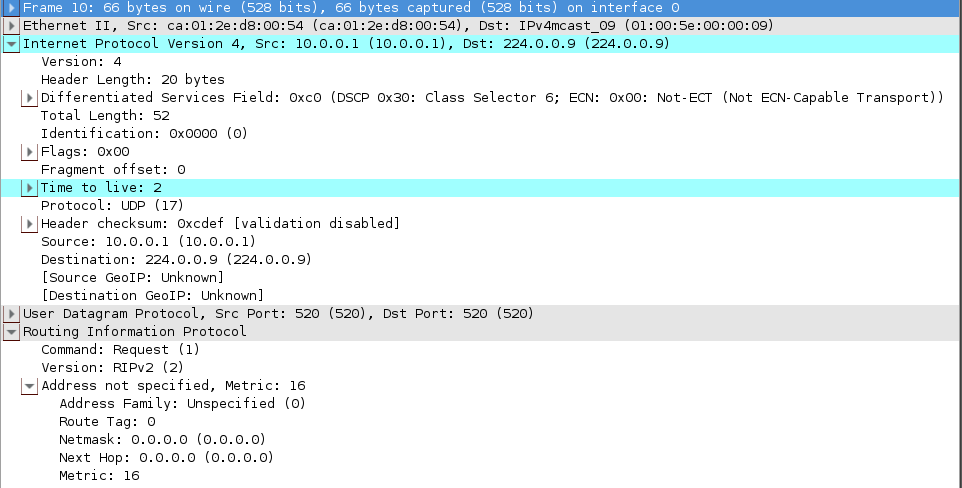 Frame 10: 66 bytes on wire (528 bits), 66 bytes captured (528 bits) on interface 0
Ethernet II, Src: ca:01:2e:d8:00:54 (ca:01:2e:d8:00:54), Dst: IPv4mcast_09 (01:00:5e:00:00:09)
Internet Protocol Version 4, Src: 10.0.0.1 (10.0.0.1), Dst: 224.0.0.9 (224.0.0.9)
Version: 4
Header Length: 20 bytes
Differentiated Services Field: 0xc0 (DSCP 0x30: Class Selector 6; ECN: 0x00: Not-ECT (Not ECN-Capable Transport))
Total Length: 52
Identification: 0x0000 (0)
Flags: 0x00
Fragment offset: 0
Time to live: 2
Protocol: UDP (17)
Header checksum: 0xcdef [validation disabled]
Source: 10.0.0.1 (10.0.0.1)
Destination: 224.0.0.9 (224.0.0.9)
[Source GeoIP: Unknown]
[Destination GeoIP: Unknown]
User Datagram Protocol, Src Port: 520 (520), Dst Port: 520 (520)
Routing Information Protocol
Command: Request (1)
Version: RIPv2 (2)
Address not specified, Metric: 16
Address Family: Unspecified (0)
Route Tag: 0
Netmask: 0.0.0.0 (0.0.0.0)
Next Hop: 0.0.0.0 (0.0.0.0)
Metric: 16